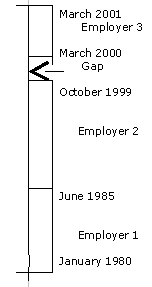 March 2001
Employer 3
March 2000
Gap
October 1999
Employer 2
June 1985
Employer 1
January 1980